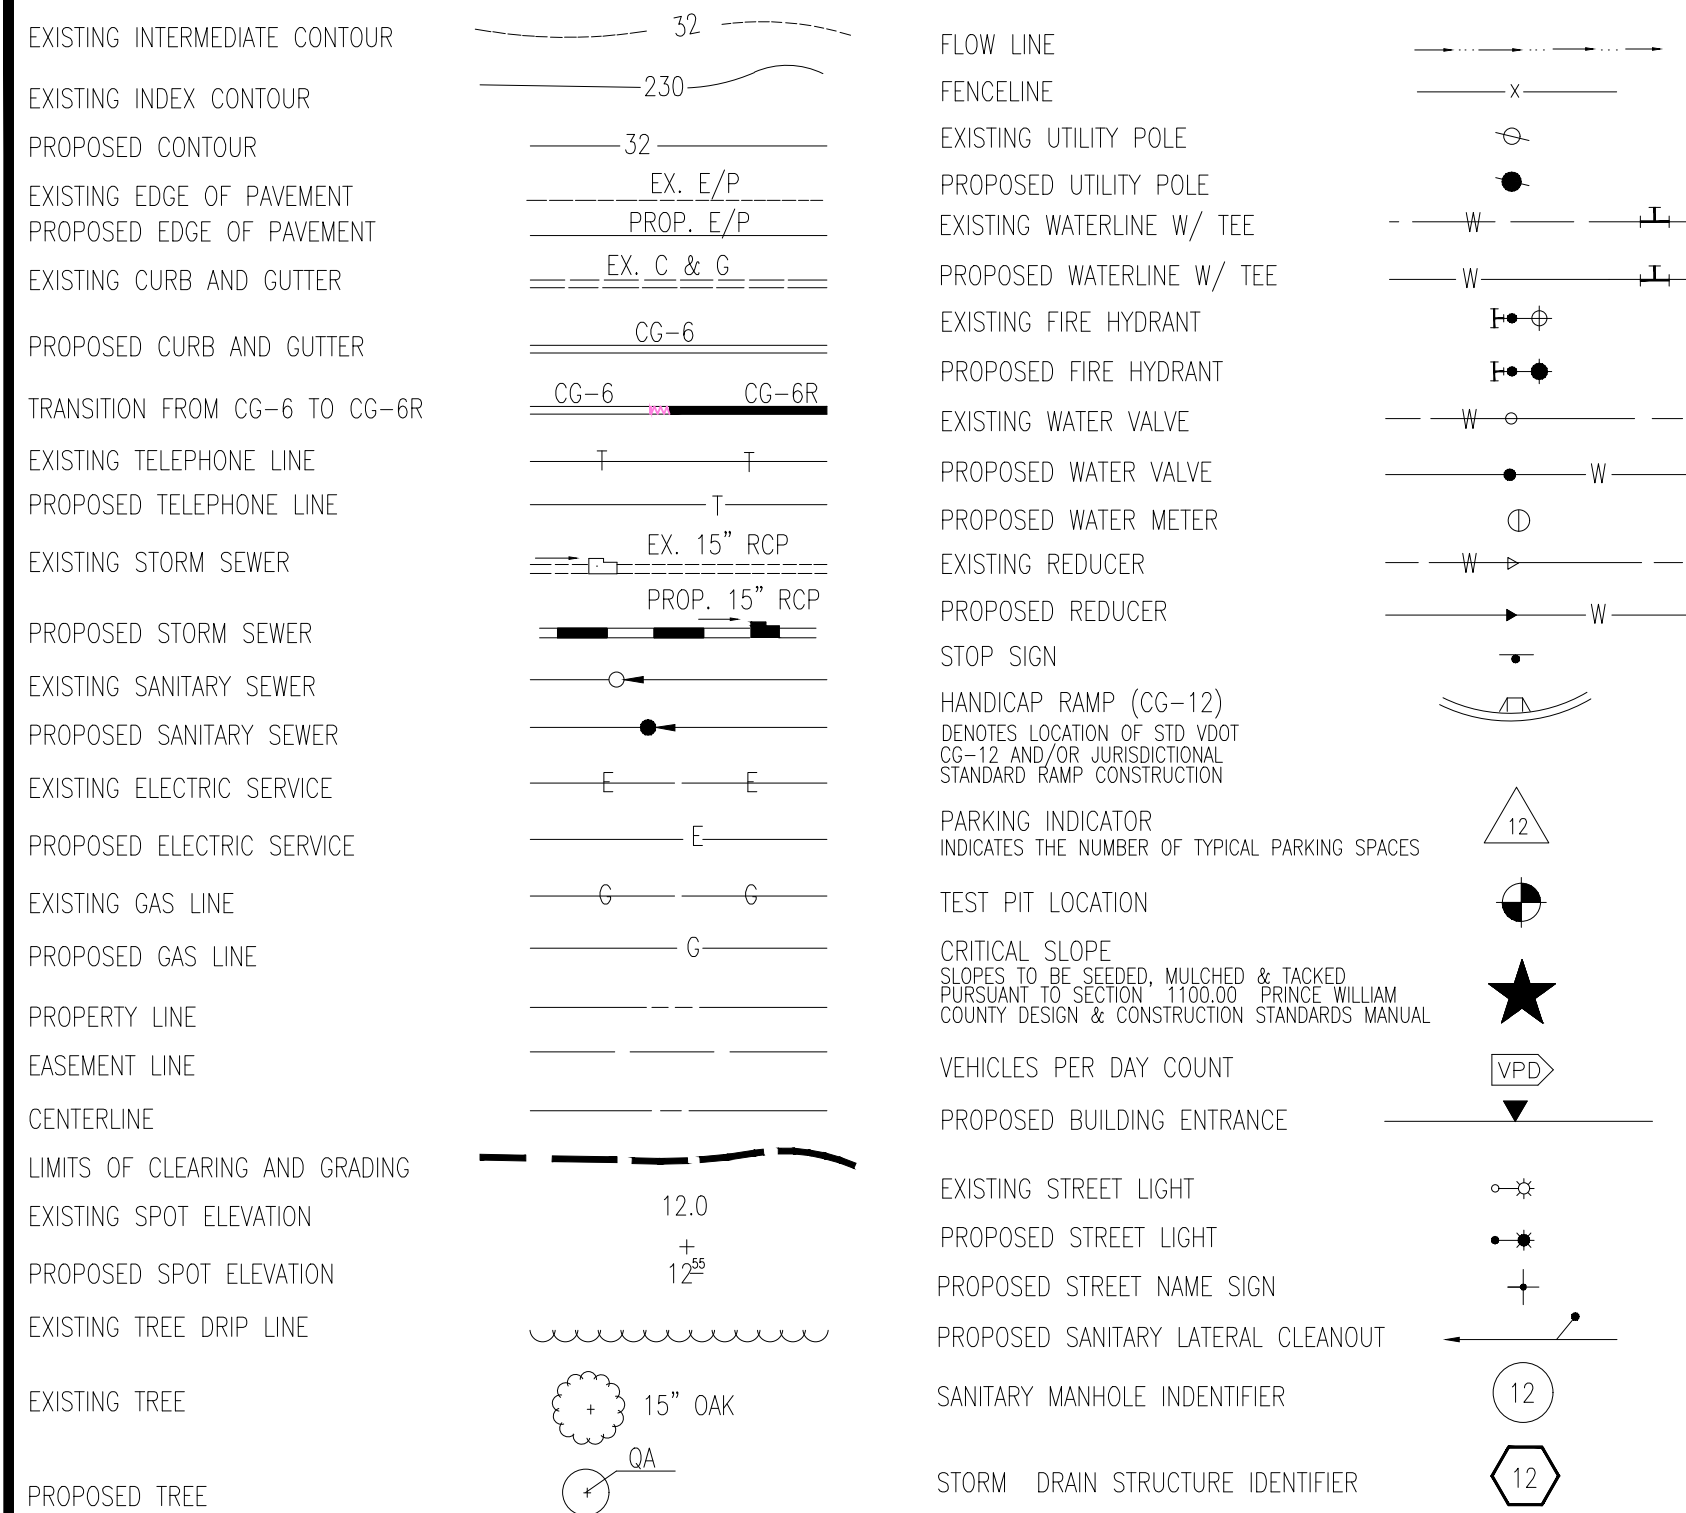 EXISTING INTERMEDIATE CONTOUR
32
EXISTING INDEX CONTOUR
230
PROPOSED CONTOUR
32
EXISTING EDGE OF PAVEMENT
EX. E/P
PROPOSED EDGE OF PAVEMENT
PROP. E/P
EXISTING CURB AND GUTTER
EX. C & G
PROPOSED CURB AND GUTTER
CG-6
TRANSITION FROM CG-6 TO CG-6R
CG-6 CG-6R
EXISTING TELEPHONE LINE
T T
PROPOSED TELEPHONE LINE
T
EXISTING STORM SEWER
EX. 15" RCP
PROPOSED STORM SEWER
PROP. 15" RCP
EXISTING SANITARY SEWER
PROPOSED SANITARY SEWER
EXISTING ELECTRIC SERVICE
E E
PROPOSED ELECTRIC SERVICE
E
EXISTING GAS LINE
G G
PROPOSED GAS LINE
G
PROPERTY LINE
EASEMENT LINE
CENTERLINE
LIMITS OF CLEARING AND GRADING
EXISTING SPOT ELEVATION
12.0
PROPOSED SPOT ELEVATION
+
12 55
EXISTING TREE DRIP LINE
EXISTING TREE
15" OAK
PROPOSED TREE
QA
FLOW LINE
FENCELINE
X
EXISTING UTILITY POLE
PROPOSED UTILITY POLE
EXISTING WATERLINE W/ TEE
W
PROPOSED WATERLINE W/ TEE
W
EXISTING FIRE HYDRANT
PROPOSED FIRE HYDRANT
EXISTING WATER VALVE
W
PROPOSED WATER VALVE
W
PROPOSED WATER METER
EXISTING REDUCER
W
PROPOSED REDUCER
W
STOP SIGN
HANDICAP RAMP (CG-12)
DENOTES LOCATION OF STD VDOT
CG-12 AND/OR JURISDICTIONAL
STANDARD RAMP CONSTRUCTION
PARKING INDICATOR
INDICATES THE NUMBER OF TYPICAL PARKING SPACES
12
TEST PIT LOCATION
CRITICAL SLOPE
SLOPES TO BE SEEDED, MULCHED & TACKED
PURSUANT TO SECTION 1100.00 PRINCE WILLIAM
COUNTY DESIGN & CONSTRUCTION STANDARDS MANUAL
VEHICLES PER DAY COUNT
VPD
PROPOSED BUILDING ENTRANCE
EXISTING STREET LIGHT
PROPOSED STREET LIGHT
PROPOSED STREET NAME SIGN
PROPOSED SANITARY LATERAL CLEANOUT
SANITARY MANHOLE INDENTIFIER
12
STORM DRAIN STRUCTURE IDENTIFIER
12